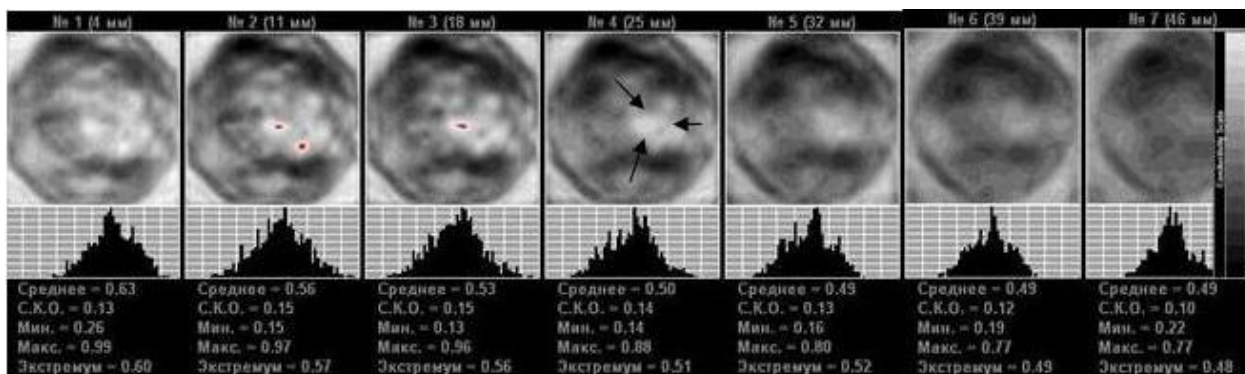 № 1 (4 мм)
№ 2 (11 мм)
№ 3 (18 мм)
№ 4 (25 мм)
№ 5 (32 мм)
№ 6 (39 мм)
№ 7 (46 мм)
Conductivity Scale
Среднее = 0.63
С.К.О. = 0.13
Мин. = 0.26
Макс. = 0.99
Экстремум = 0.60
Среднее = 0.56
С.К.О. = 0.15
Мин. = 0.15
Макс. = 0.97
Экстремум = 0.57
Среднее = 0.53
С.К.О. = 0.15
Мин. = 0.13
Макс. = 0.96
Экстремум = 0.56
Среднее = 0.50
С.К.О. = 0.14
Мин. = 0.14
Макс. = 0.88
Экстремум = 0.51
Среднее = 0.49
С.К.О. = 0.13
Мин. = 0.16
Макс. = 0.80
Экстремум = 0.52
Среднее = 0.49
С.К.О. = 0.12
Мин. = 0.19
Макс. = 0.77
Экстремум = 0.49
Среднее = 0.49
С.К.О. = 0.10
Мин. = 0.22
Макс. = 0.77
Экстремум = 0.48